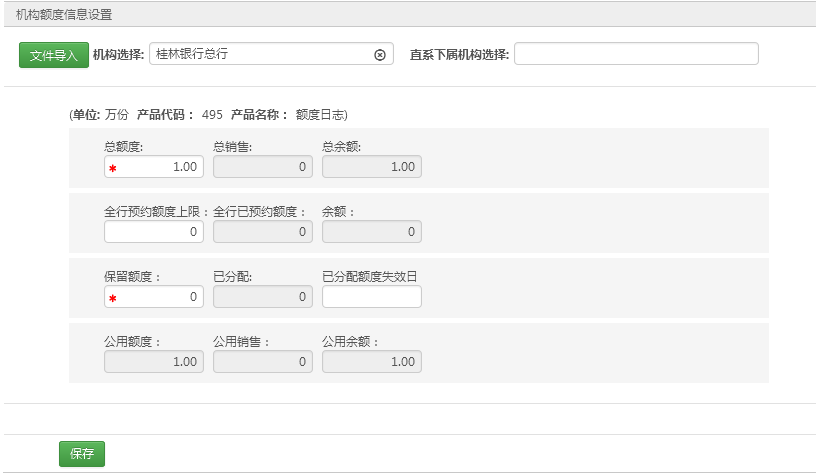 机构额度信息设置
文件导入 机构选择: 桂林银行总行 直系下属机构选择:
(单位: 万份 产品代码： 495 产品名称： 额度日志)
总额度: 总销售: 总余额:
* 1.00 0 1.00
全行预约额度上限： 全行已预约额度： 余额：
0 0 0
保留额度： 已分配: 已分配额度失效日
* 0 0
公用额度： 公用销售： 公用余额：
1.00 0 1.00
保存